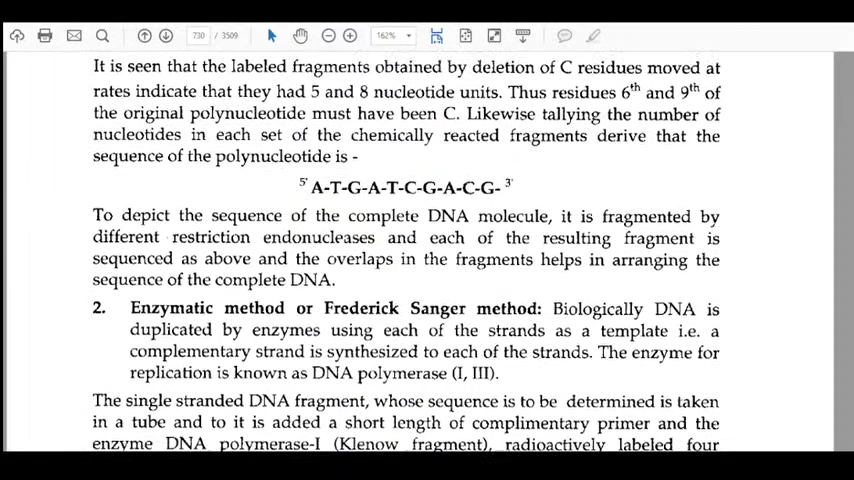 730 / 3509
162%
It is seen that the labeled fragments obtained by deletion of C residues moved at
rates indicate that they had 5 and 8 nucleotide units. Thus residues 6th and 9th of
the original polynucleotide must have been C. Likewise tallying the number of
nucleotides in each set of the chemically reacted fragments derive that the
sequence of the polynucleotide is -
5' A-T-G-A-T-C-G-A-C-G- 3'
To depict the sequence of the complete DNA molecule, it is fragmented by
different restriction endonucleases and each of the resulting fragment is
sequenced as above and the overlaps in the fragments helps in arranging the
sequence of the complete DNA.
2. Enzymatic method or Frederick Sanger method: Biologically DNA is
duplicated by enzymes using each of the strands as a template i.e. a
complementary strand is synthesized to each of the strands. The enzyme for
replication is known as DNA polymerase (I, III).
The single stranded DNA fragment, whose sequence is to be determined is taken
in a tube and to it is added a short length of complimentary primer and the
enzyme DNA polymerase-I (Klenow fragment), radioactively labeled four